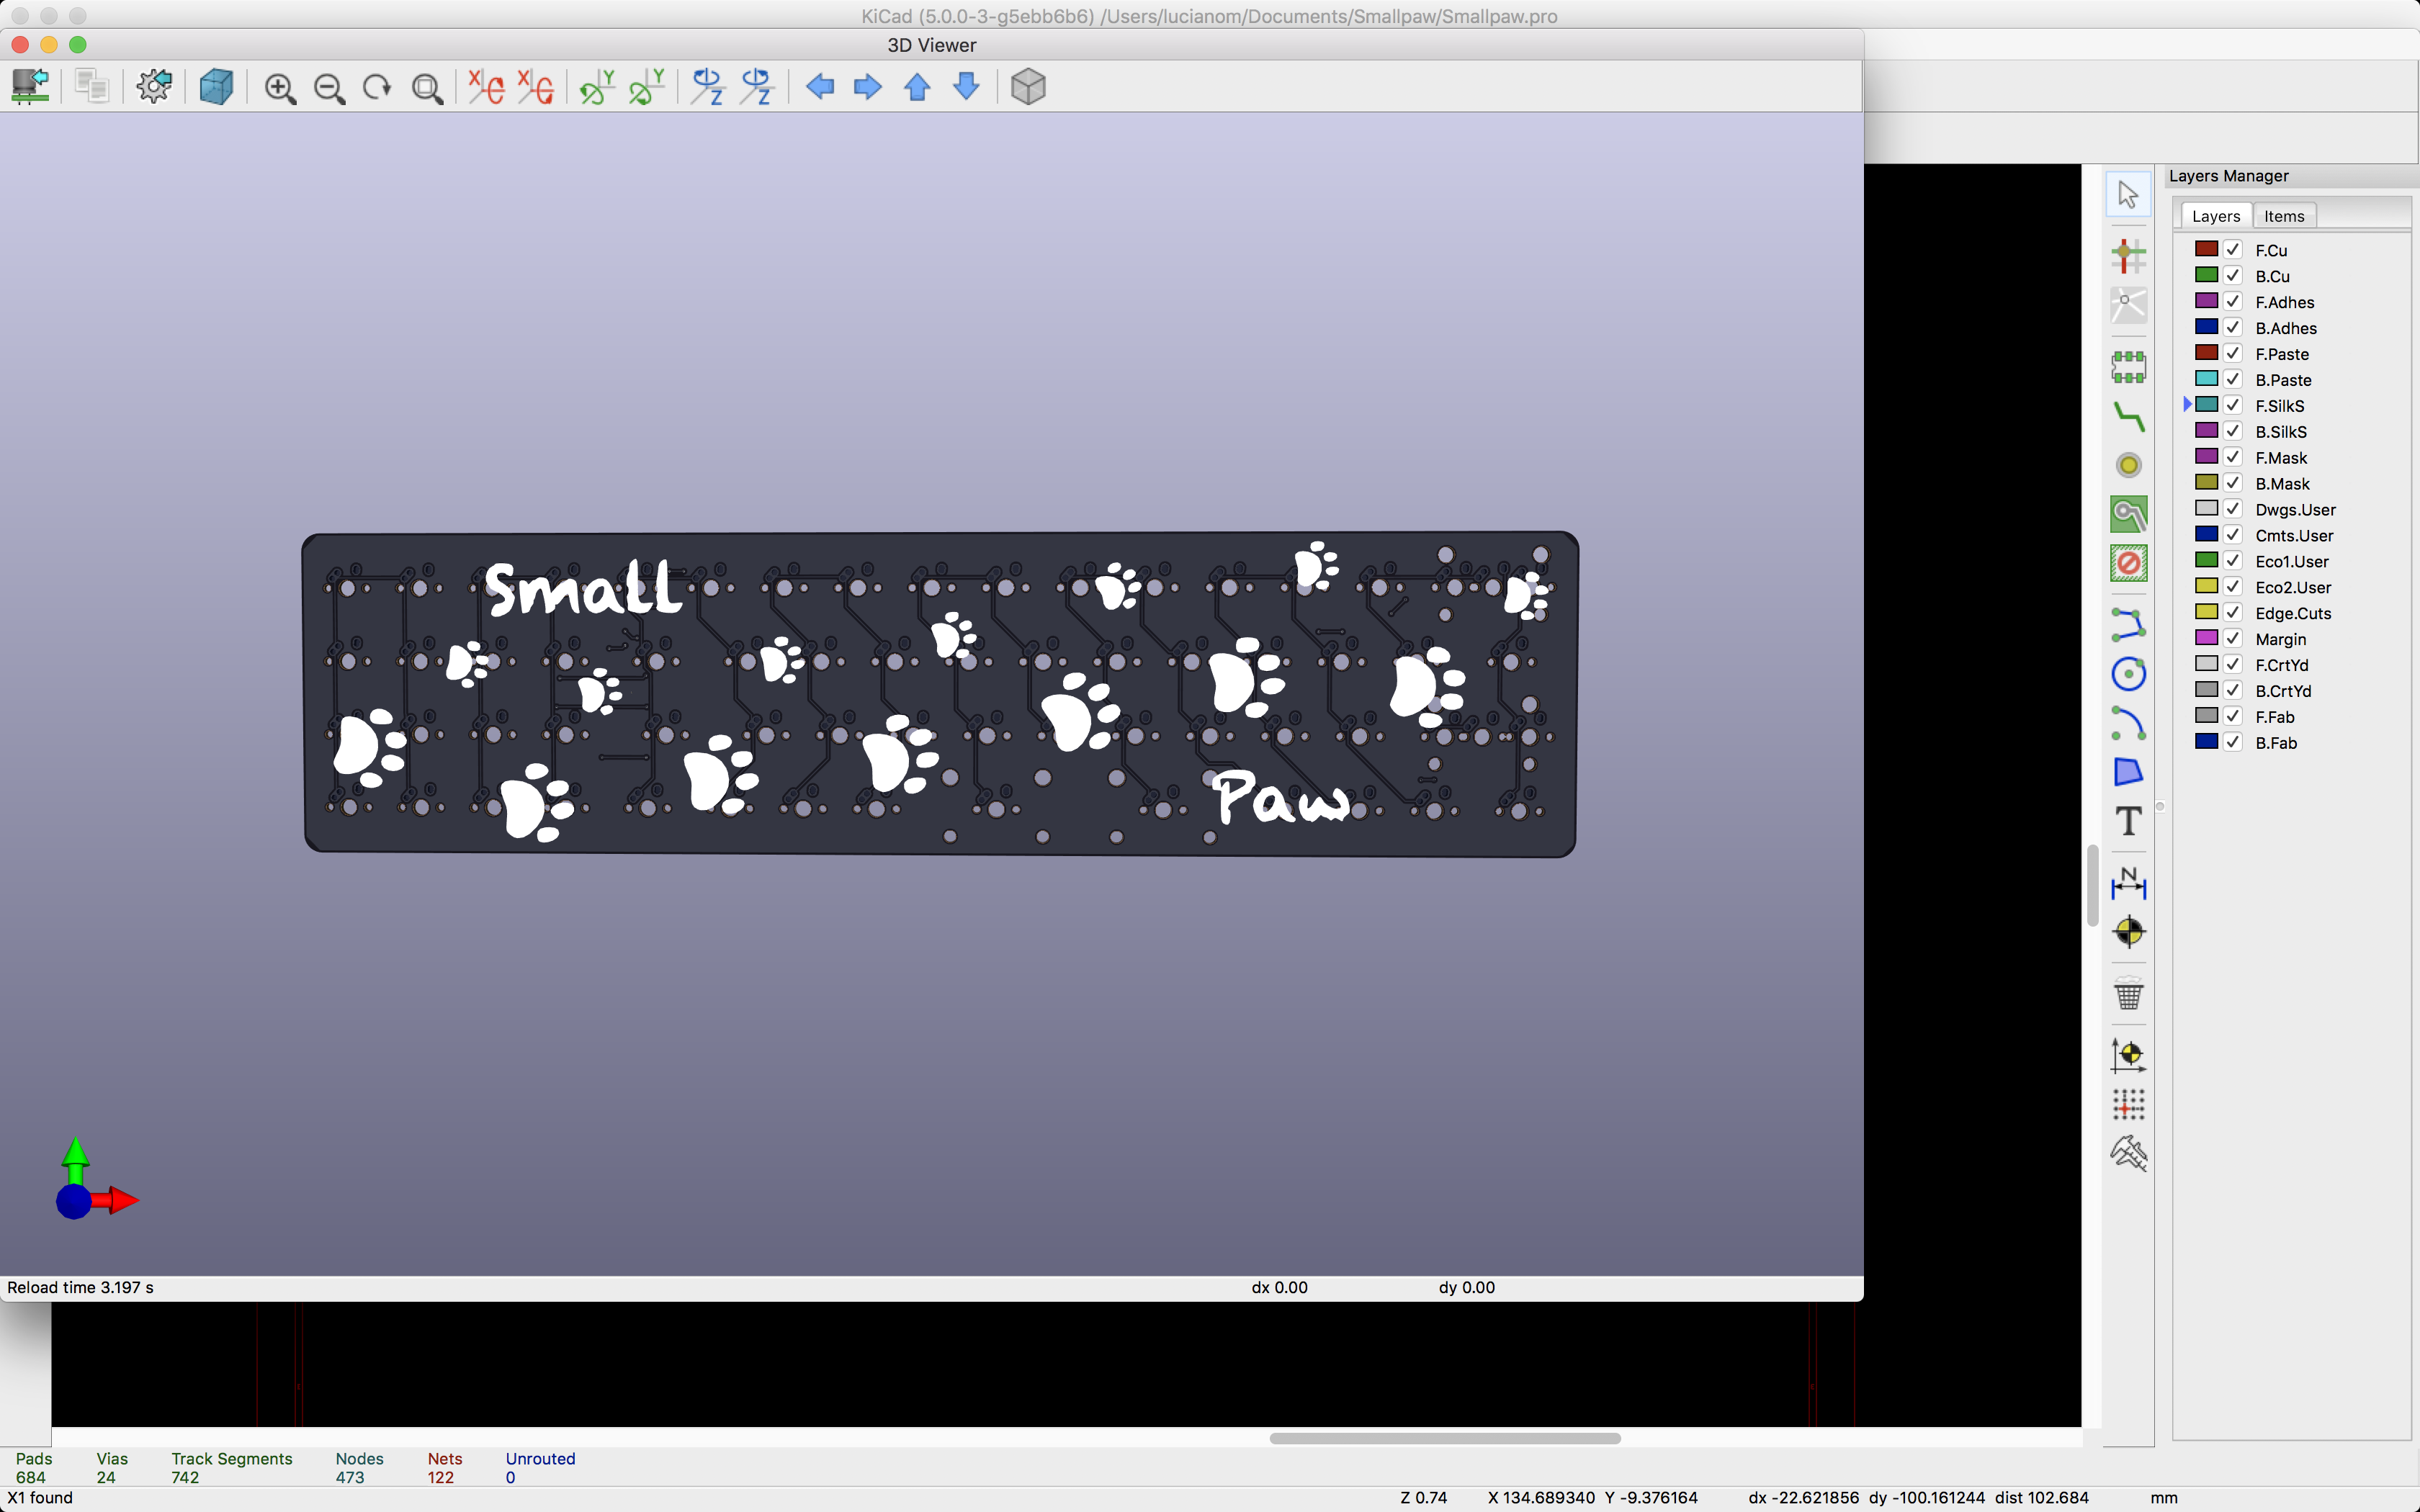 KiCad (5.0.0-3-g5ebb6b6) /Users/lucianom/Documents/Smallpaw/Smallpaw.pro
3D Viewer
X X Y Y Z Z
Layers Manager
Layers Items
F.Cu
B.Cu
F.Adhes
B.Adhes
F.Paste
B.Paste
F.SilkS
B.SilkS
F.Mask
B.Mask
Dwgs.User
Cmts.User
Eco1.User
Eco2.User
Edge.Cuts
Margin
F.CrtYd
B.CrtYd
F.Fab
B.Fab
T
N
Small
Paw
Reload time 3.197 s dx 0.00 dy 0.00
Pads Vias Track Segments Nodes Nets Unrouted
684 24 742 473 122 0
X1 found Z 0.74 X 134.689340 Y -9.376164 dx -22.621856 dy -100.161244 dist 102.684 mm